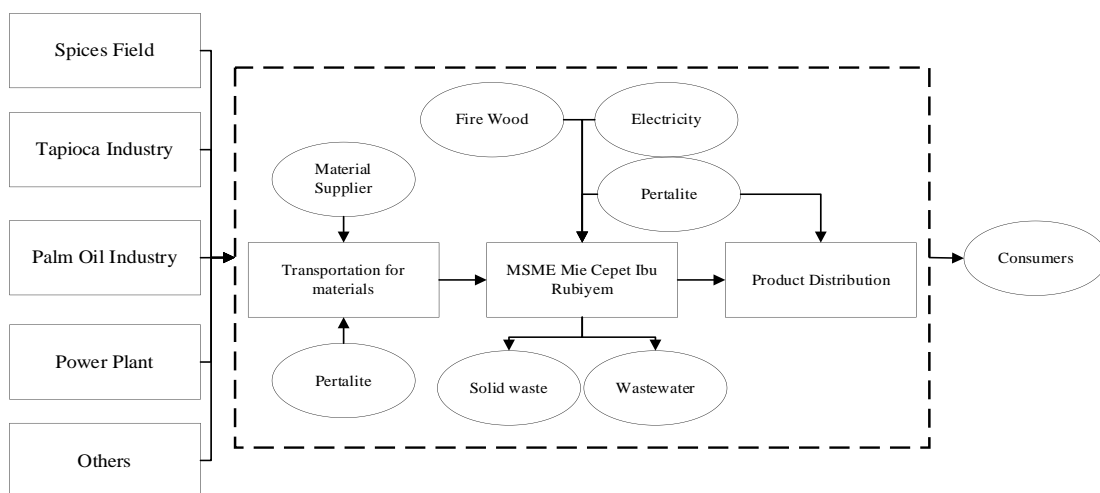 Spices Field
Tapioca Industry
Palm Oil Industry
Power Plant
Others
Fire Wood
Electricity
Material
Supplier
Pertalite
Transportation for
materials
MSME Mie Cepet Ibu
Rubiyem
Product Distribution
Consumers
Pertalite
Solid waste
Wastewater